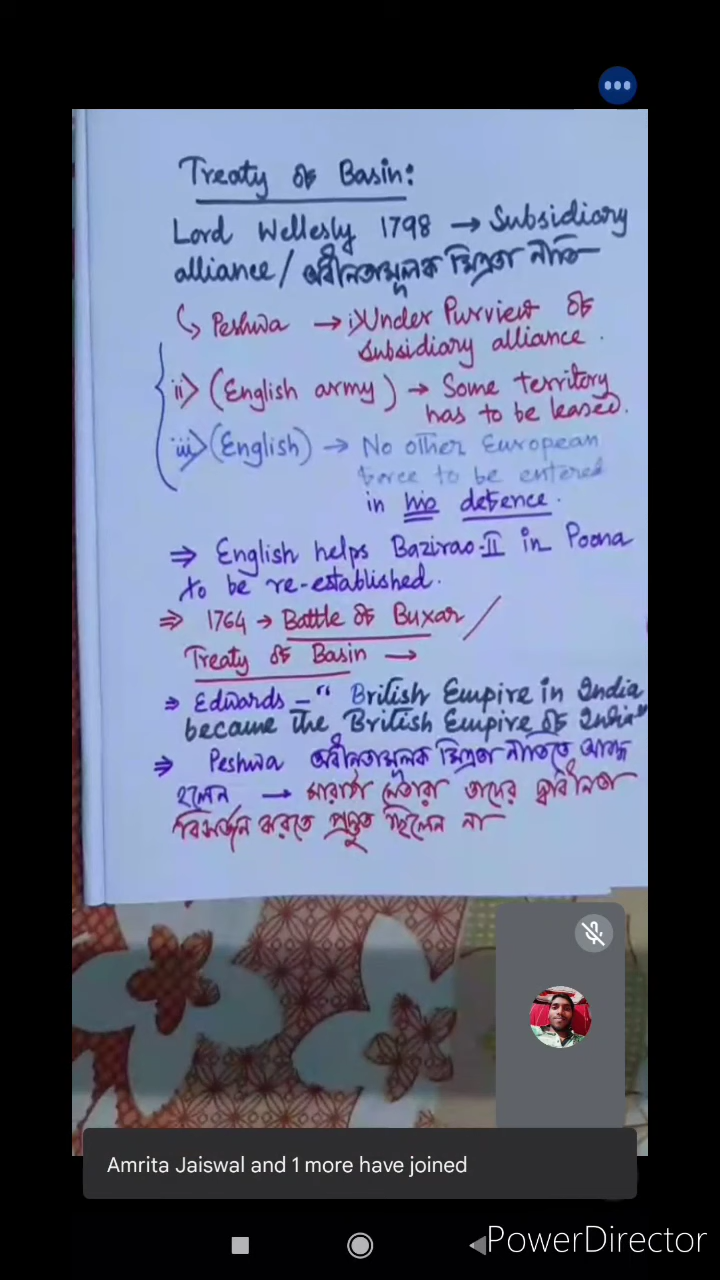 Treaty of Basin:
Lord Wellesly 1798 → Subsidiary
alliance / অধীনতামূলক মিত্রতা নীতি
↳ Peshwa → i> Under Purview of
subsidiary alliance.
ii> (English army) → Some territory
has to be leased.
iii> (English) → No other European
force to be entered
in his defence.
⇒ English helps Bazirao-II in Poona
to be re-established.
⇒ 1764 → Battle of Buxar /
Treaty of Basin →
⇒ Edwards - "British Empire in India
became the British Empire of India"
⇒ Peshwa অধীনতামূলক মিত্রতা নীতিতে আবদ্ধ
হলেন → মারাঠা নেতারা তাদের স্বাধীনতা
বিসর্জন করতে প্রস্তুত ছিলেন না
Amrita Jaiswal and 1 more have joined
PowerDirector